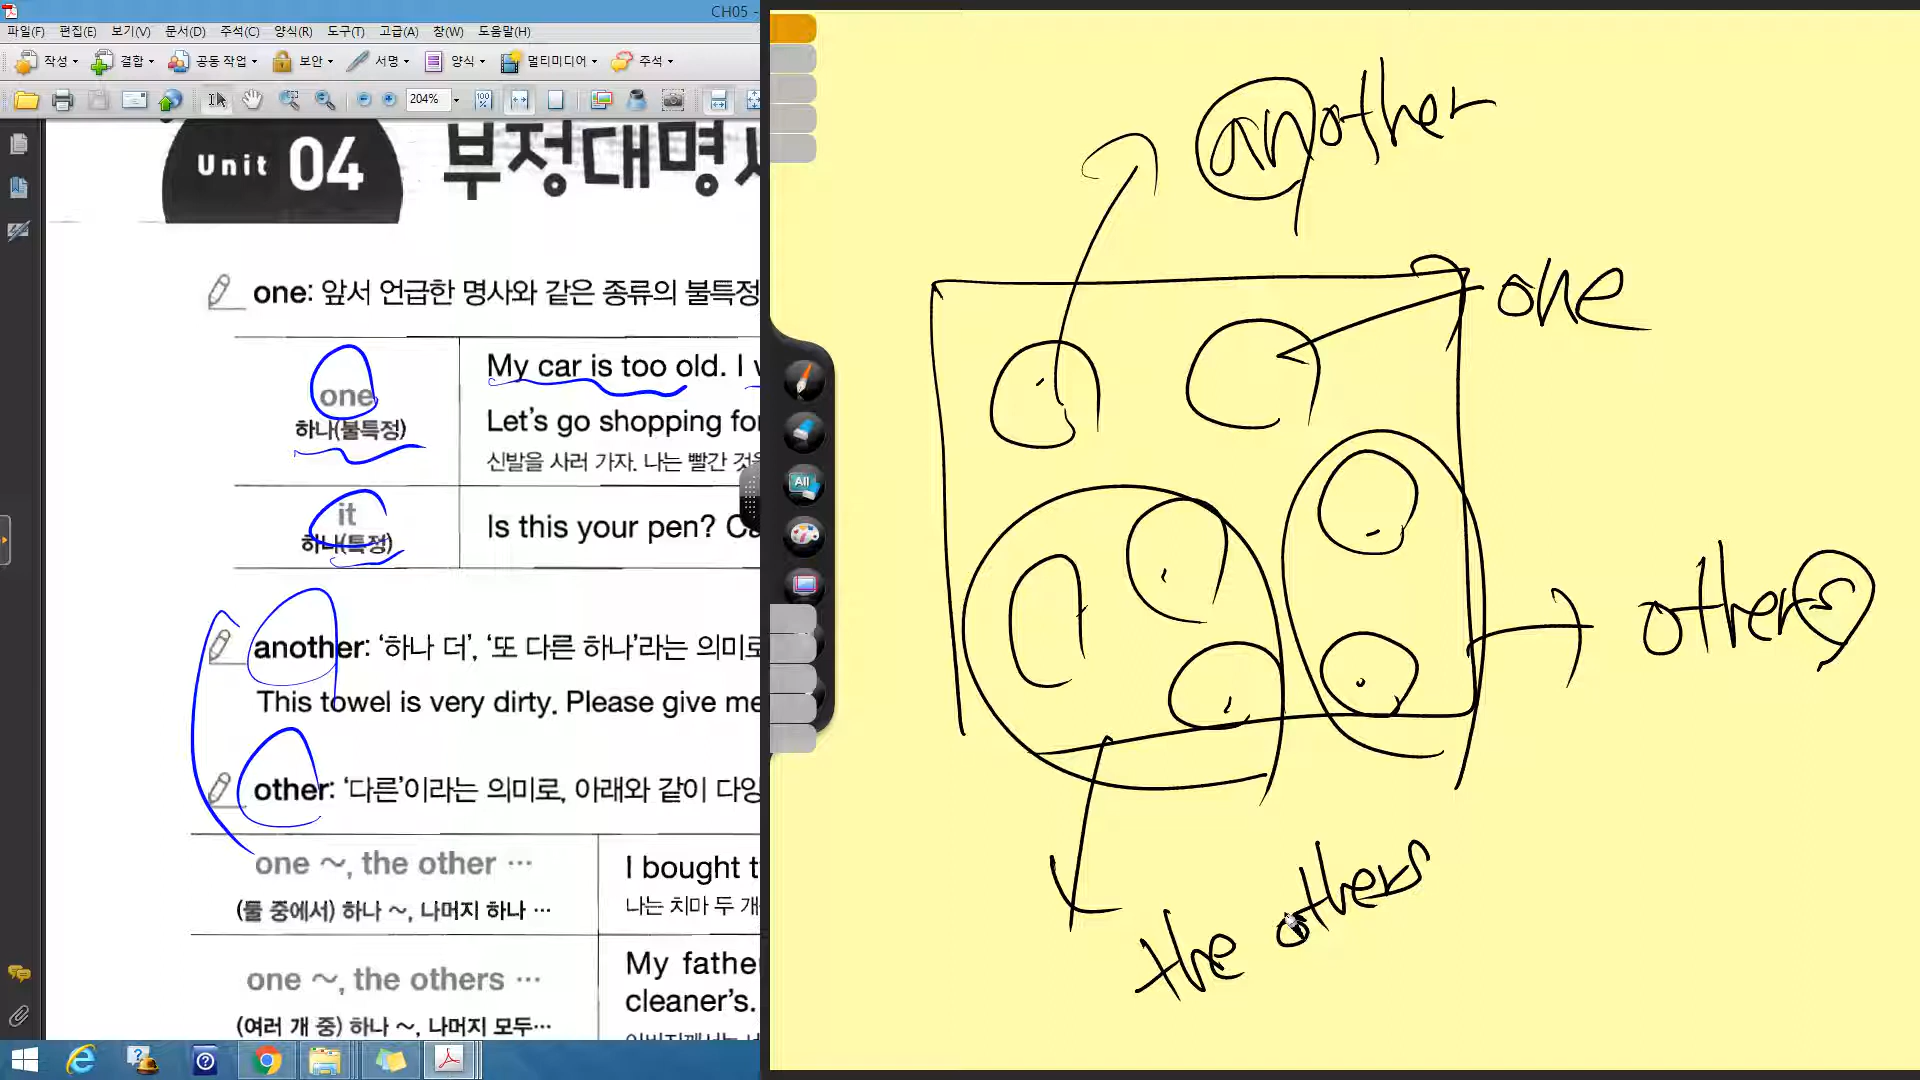 CH05 -
파일(F) 편집(E) 보기(V) 문서(D) 주석(C) 양식(R) 도구(T) 고급(A) 창(W) 도움말(H)
작성 결합 공동 작업 보안 서명 양식 멀티미디어 주석
204% 100%
Unit 04 부정대명사
one: 앞서 언급한 명사와 같은 종류의 불특정
one
하나(불특정)
My car is too old. I
Let's go shopping for
신발을 사러 가자. 나는 빨간
it
하나(특정)
Is this your pen?
another: '하나 더', '또 다른 하나'라는 의미로
This towel is very dirty. Please give me
other: '다른'이라는 의미로, 아래와 같이 다양
one ～, the other ···
(둘 중에서) 하나 ～, 나머지 하나 ···
I bought
나는 치마 두
one ～, the others ···
(여러 개 중) 하나 ～, 나머지 모두···
My father
cleaner's.
All
another
one
others
the others